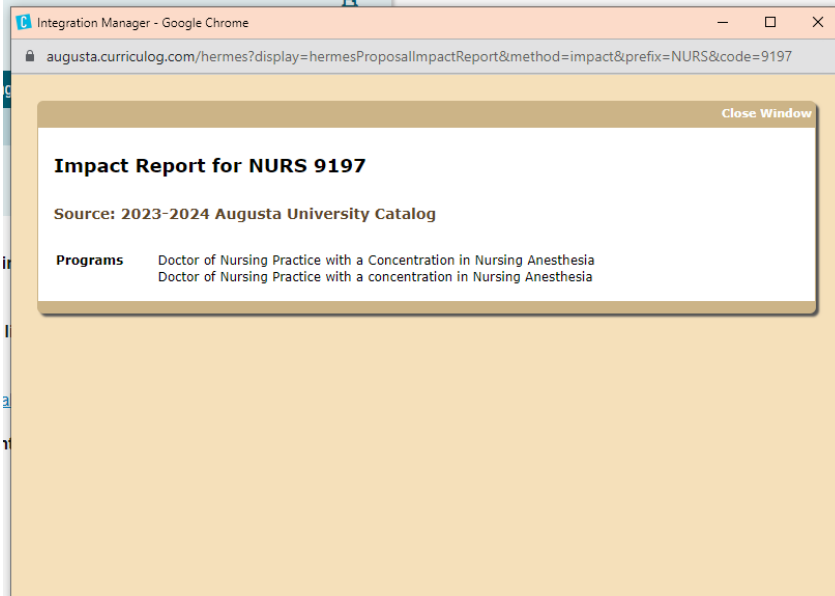 Integration Manager - Google Chrome
augusta.curriculog.com/hermes?display=hermesProposalImpactReport&method=impact&prefix=NURS&code=9197
Close Window
Impact Report for NURS 9197
Source: 2023-2024 Augusta University Catalog
Programs Doctor of Nursing Practice with a Concentration in Nursing Anesthesia
Doctor of Nursing Practice with a concentration in Nursing Anesthesia